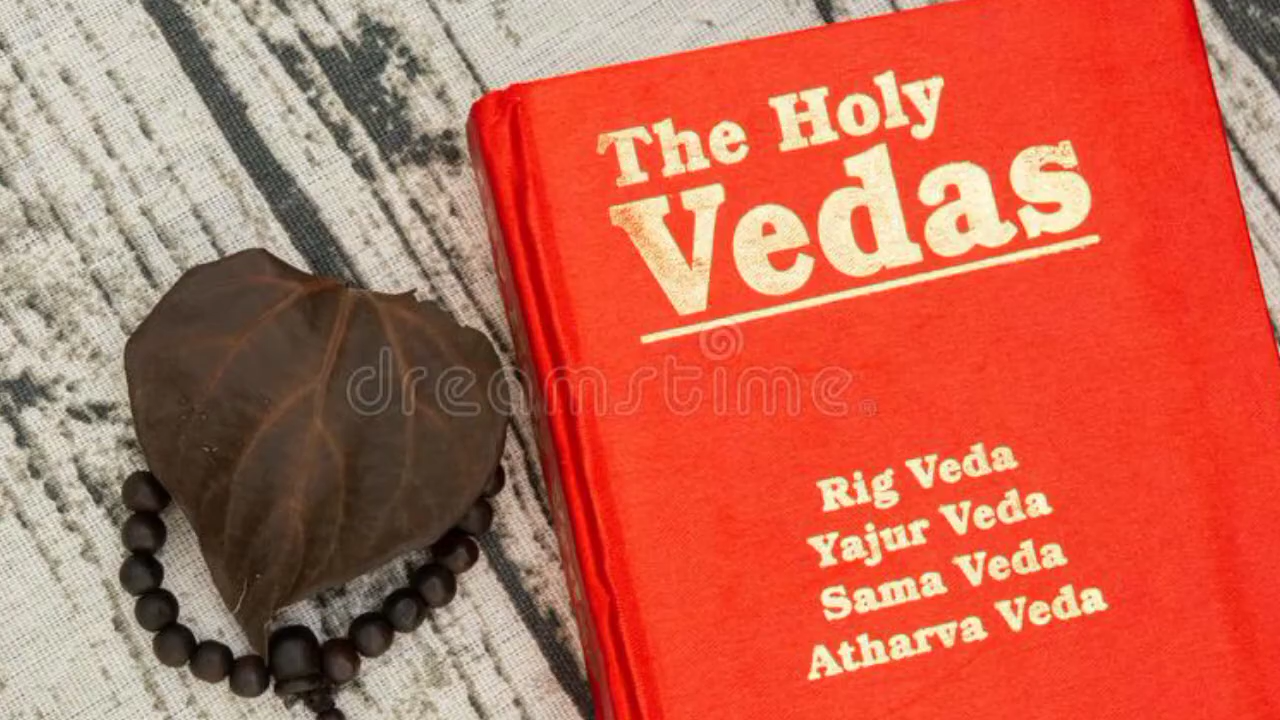 The Holy
Vedas
dreamstime
Rig Veda
Yajur Veda
Sama Veda
Atharva Veda